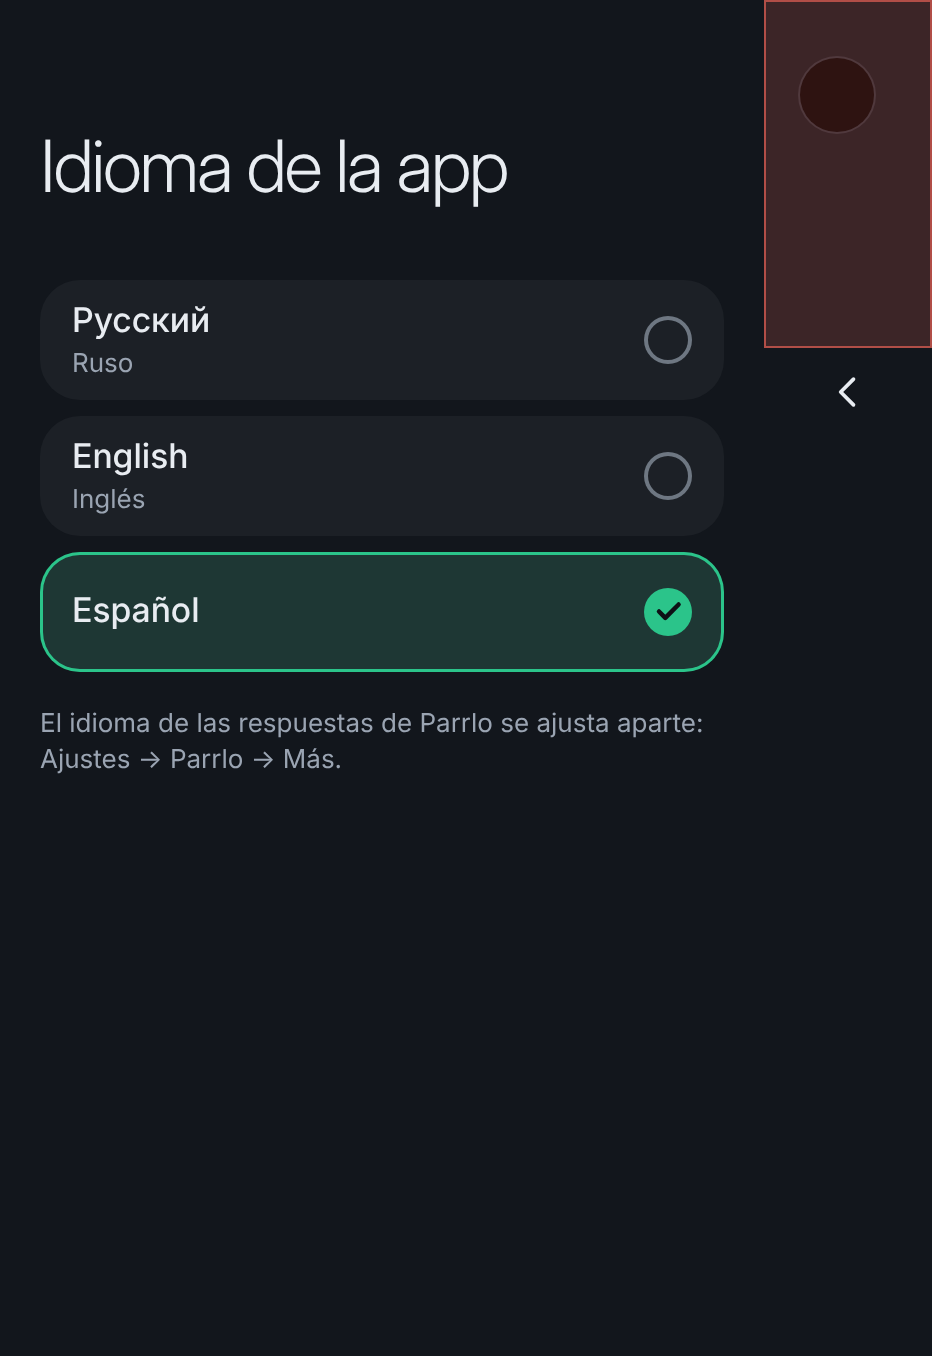 Idioma de la app
Русский
Ruso
English
Inglés
Español
El idioma de las respuestas de Parrlo se ajusta aparte:
Ajustes → Parrlo → Más.